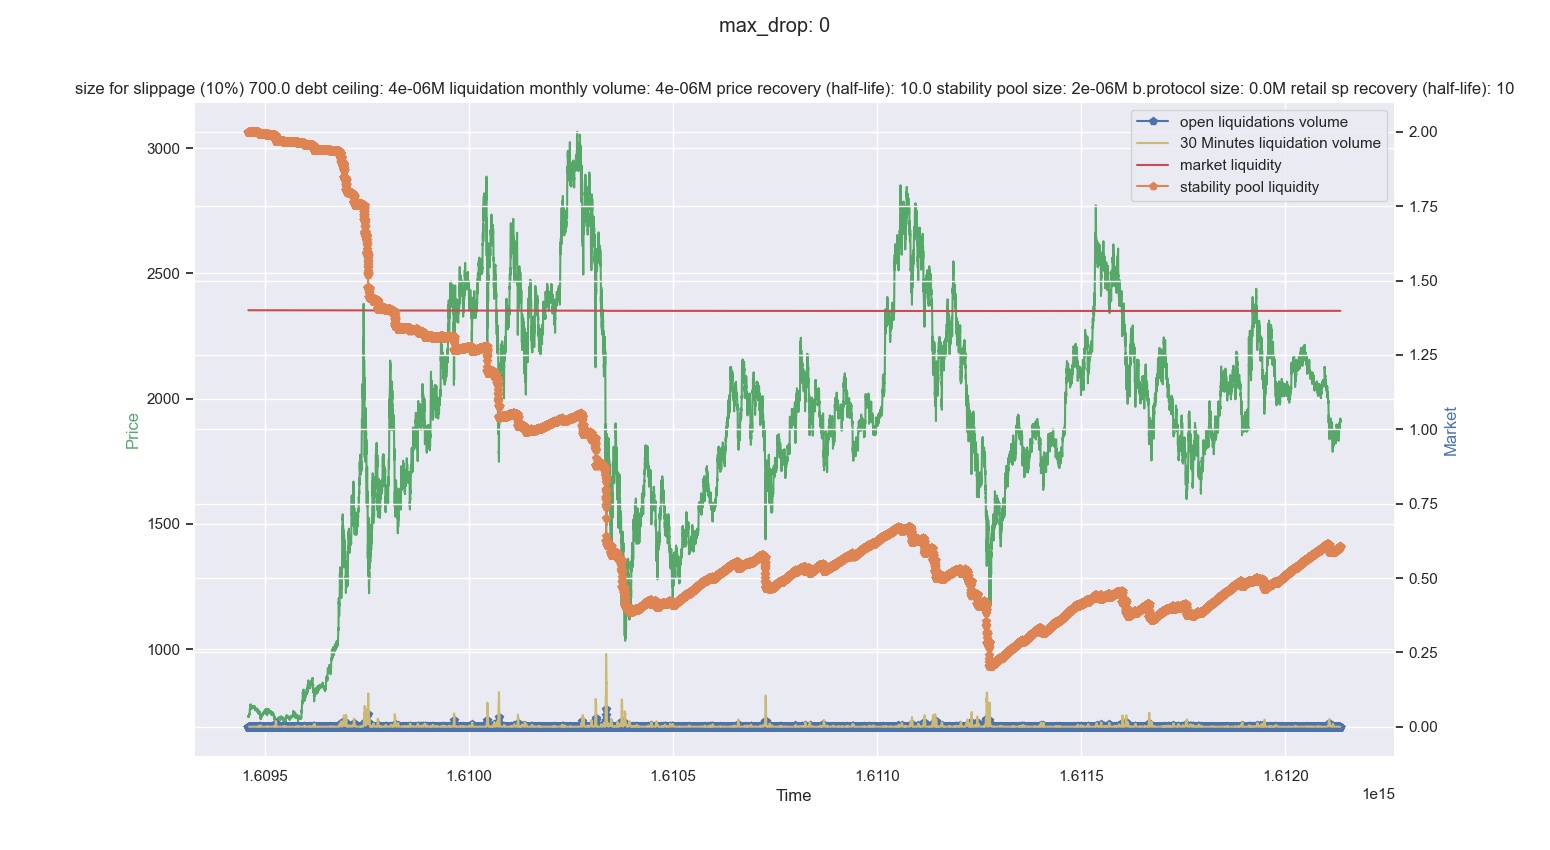 max_drop: 0
size for slippage (10%) 700.0 debt ceiling: 4e-06M liquidation monthly volume: 4e-06M price recovery (half-life): 10.0 stability pool size: 2e-06M b.protocol size: 0.0M retail sp recovery (half-life): 10
open liquidations volume
30 Minutes liquidation volume
market liquidity
stability pool liquidity
3000
2500
2000
1500
1000
Price
2.00
1.75
1.50
1.25
1.00
0.75
0.50
0.25
0.00
Market
1.6095 1.6100 1.6105 1.6110 1.6115 1.6120
Time
1e15